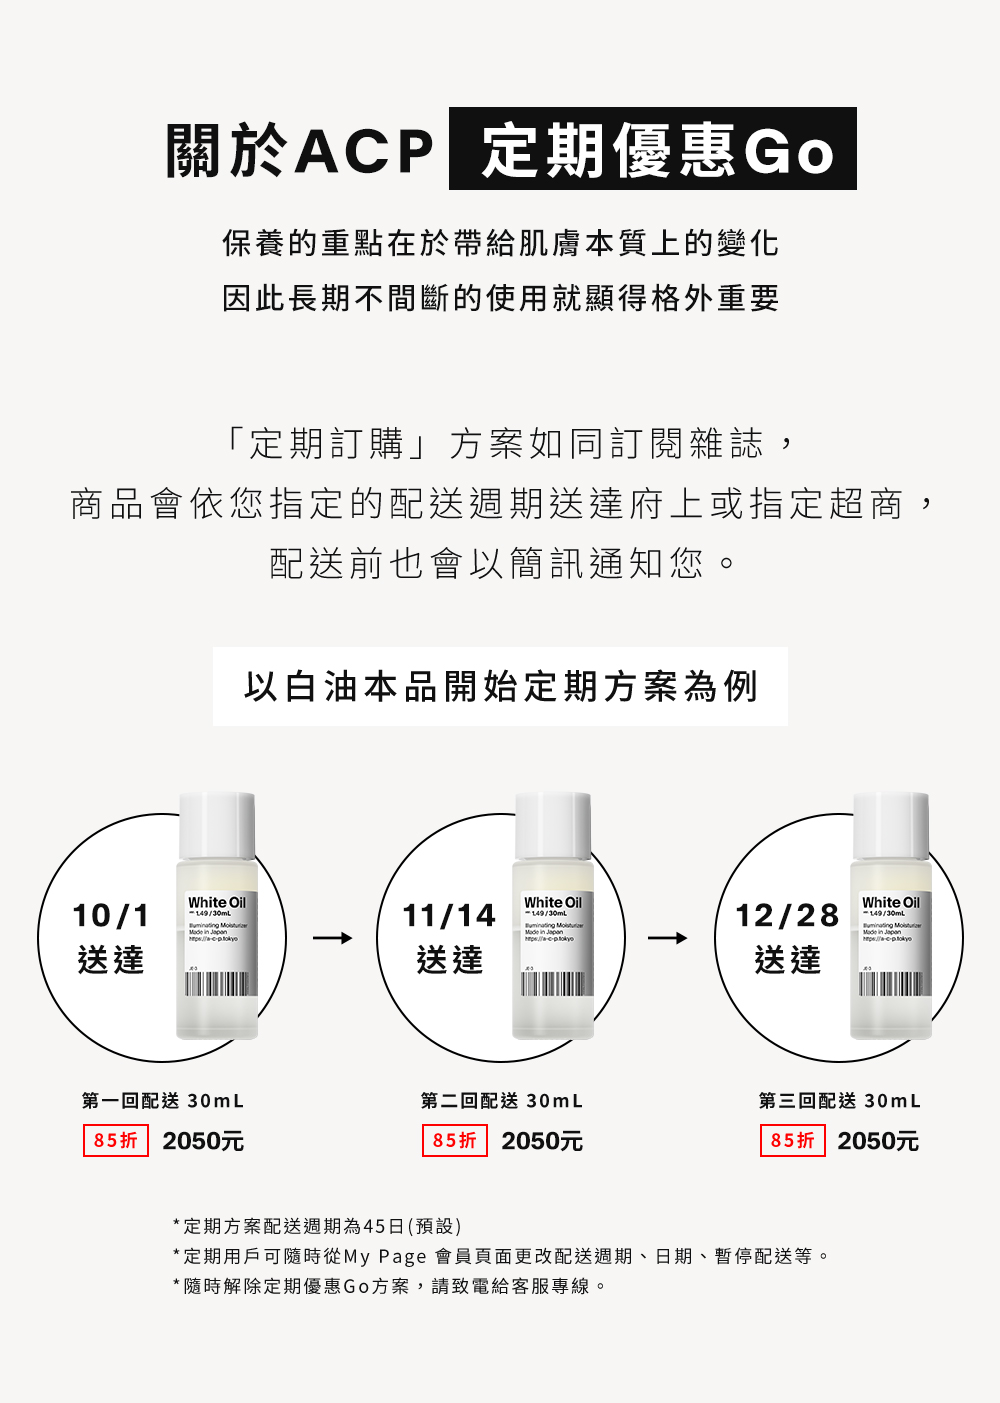 關於ACP 定期優惠Go
保養的重點在於帶給肌膚本質上的變化
因此長期不間斷的使用就顯得格外重要
「定期訂購」方案如同訂閱雜誌，
商品會依您指定的配送週期送達府上或指定超商，
配送前也會以簡訊通知您。
以白油本品開始定期方案為例
10/1
送達
White Oil
1.49/30mL
Illuminating Moisturizer
Made in Japan
https://a-c-p.tokyo
11/14
送達
White Oil
1.49/30mL
Illuminating Moisturizer
Made in Japan
https://a-c-p.tokyo
12/28
送達
White Oil
1.49/30mL
Illuminating Moisturizer
Made in Japan
https://a-c-p.tokyo
第一回配送 30mL
85折 2050元
第二回配送 30mL
85折 2050元
第三回配送 30mL
85折 2050元
*定期方案配送週期為45日(預設)
*定期用戶可隨時從My Page 會員頁面更改配送週期、日期、暫停配送等。
*隨時解除定期優惠Go方案，請致電給客服專線。